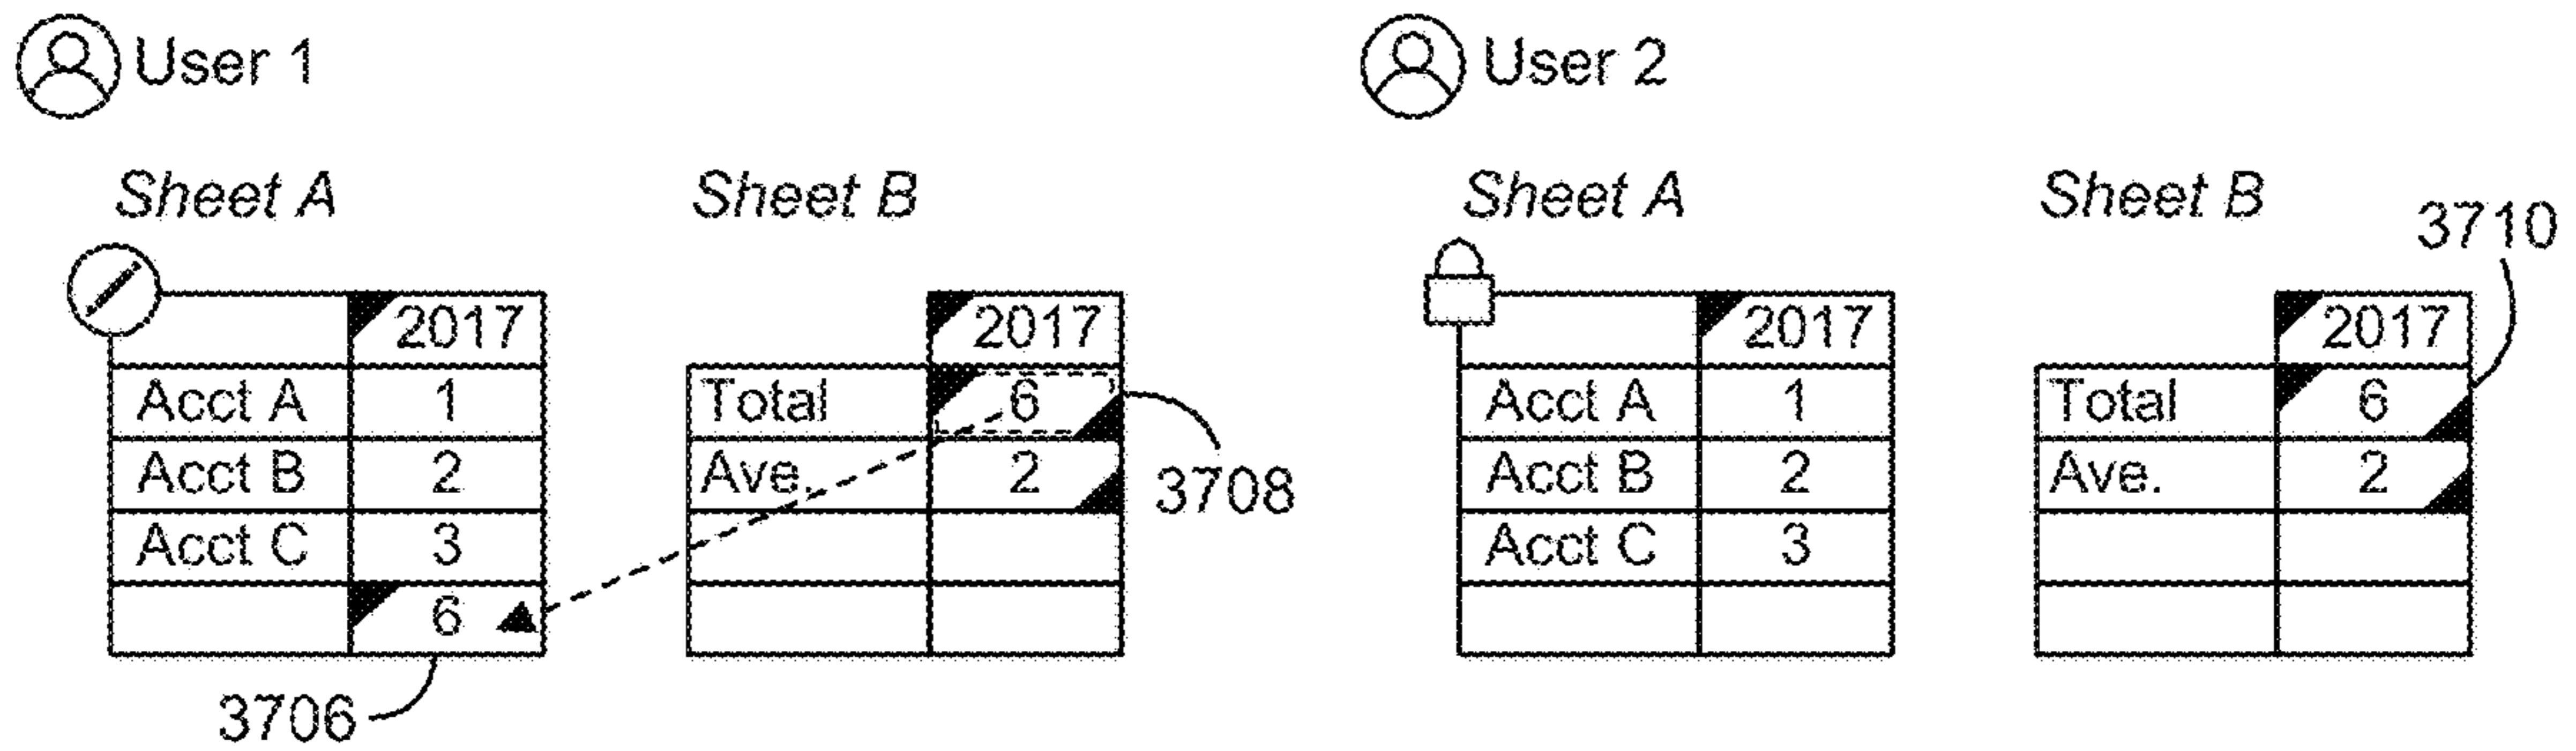 User 1
User 2
Sheet A
Sheet B
Sheet A
Sheet B
3710
2017
2017
2017
2017
Acct A 1
Total 6
Acct A 1
Total 6
Acct B 2
Ave. 2
3708
Acct B 2
Ave. 2
Acct C 3
Acct C 3
6
3706